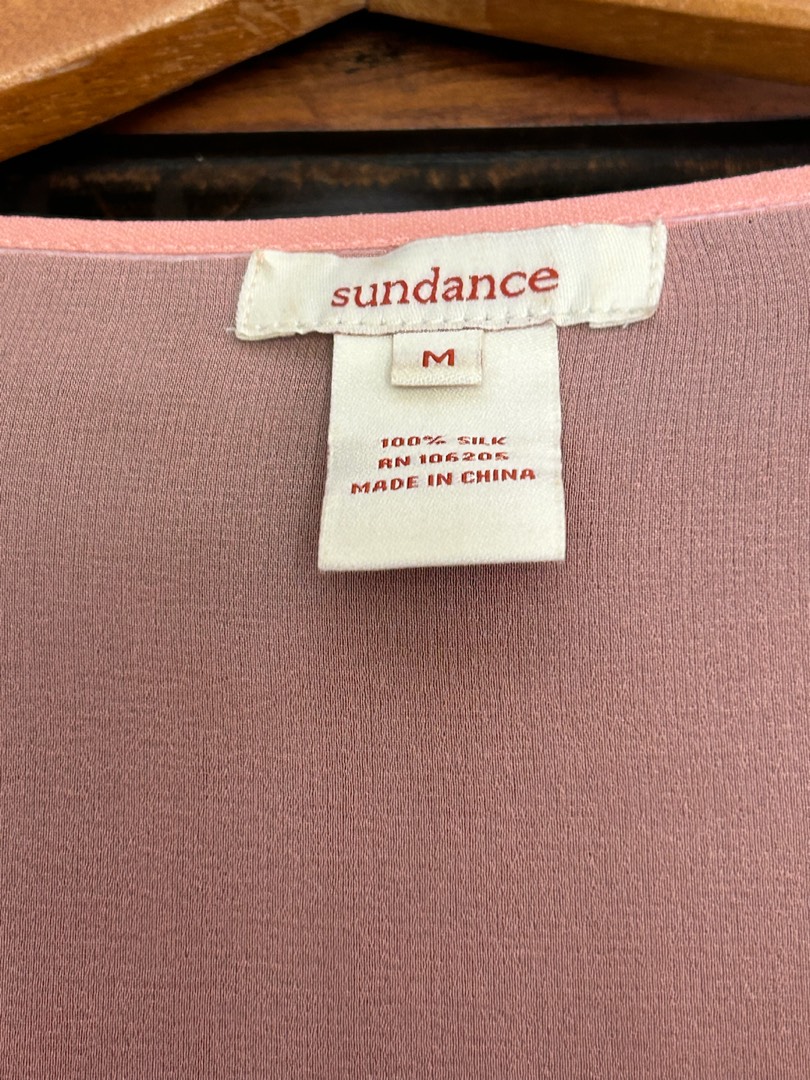 sundance
M
100% SILK
RN 106205
MADE IN CHINA